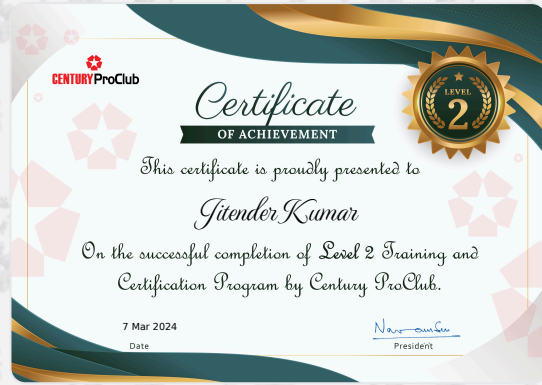 CENTURY ProClub
LEVEL
2
Certificate
OF ACHIEVEMENT
This certificate is proudly presented to
Jitender Kumar
On the successful completion of Level 2 Training and
Certification Program by Century ProClub.
7 Mar 2024
Date
President